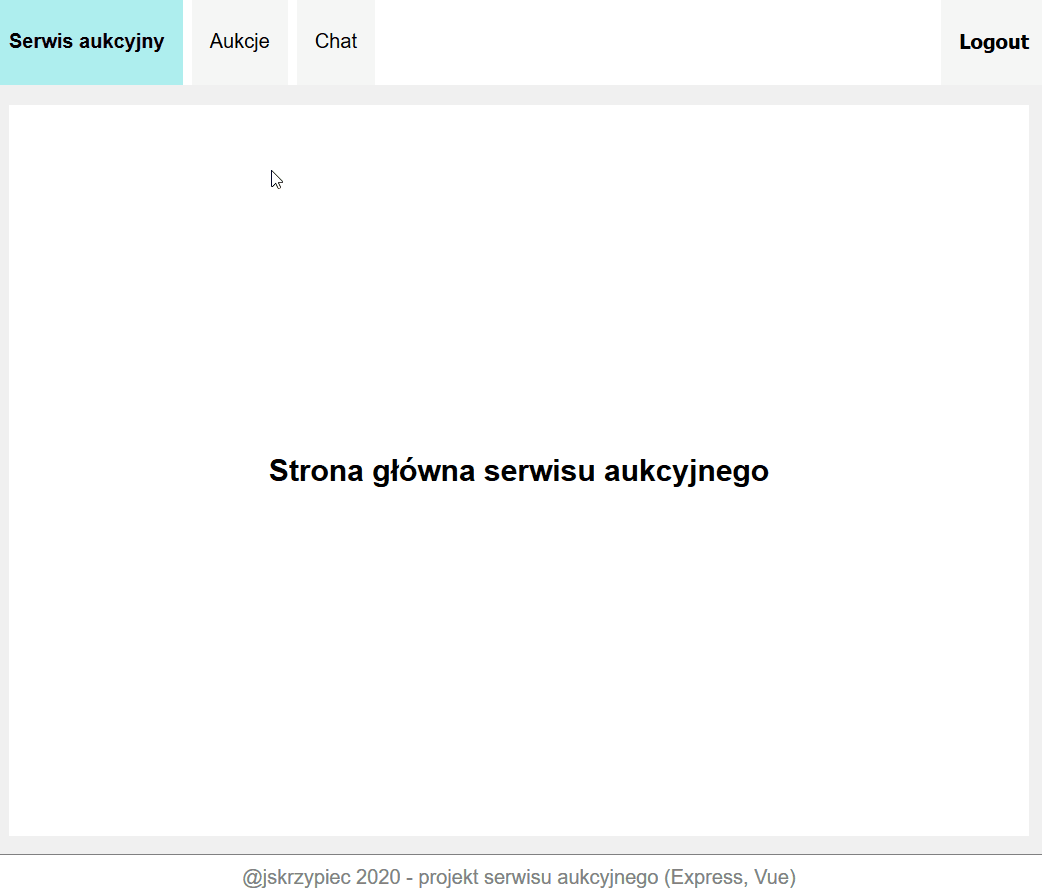 Serwis aukcyjny Aukcje Chat Logout
Strona główna serwisu aukcyjnego
@jskrzypiec 2020 - projekt serwisu aukcyjnego (Express, Vue)